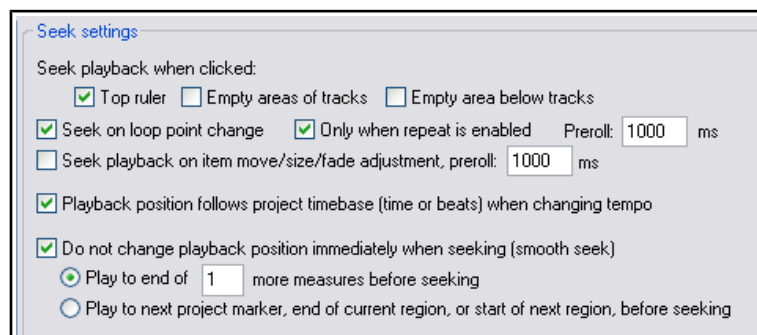 Seek settings
Seek playback when clicked:
Top ruler Empty areas of tracks Empty area below tracks
Seek on loop point change Only when repeat is enabled Preroll: 1000 ms
Seek playback on item move/size/fade adjustment, preroll: 1000 ms
Playback position follows project timebase (time or beats) when changing tempo
Do not change playback position immediately when seeking (smooth seek)
Play to end of 1 more measures before seeking
Play to next project marker, end of current region, or start of next region, before seeking